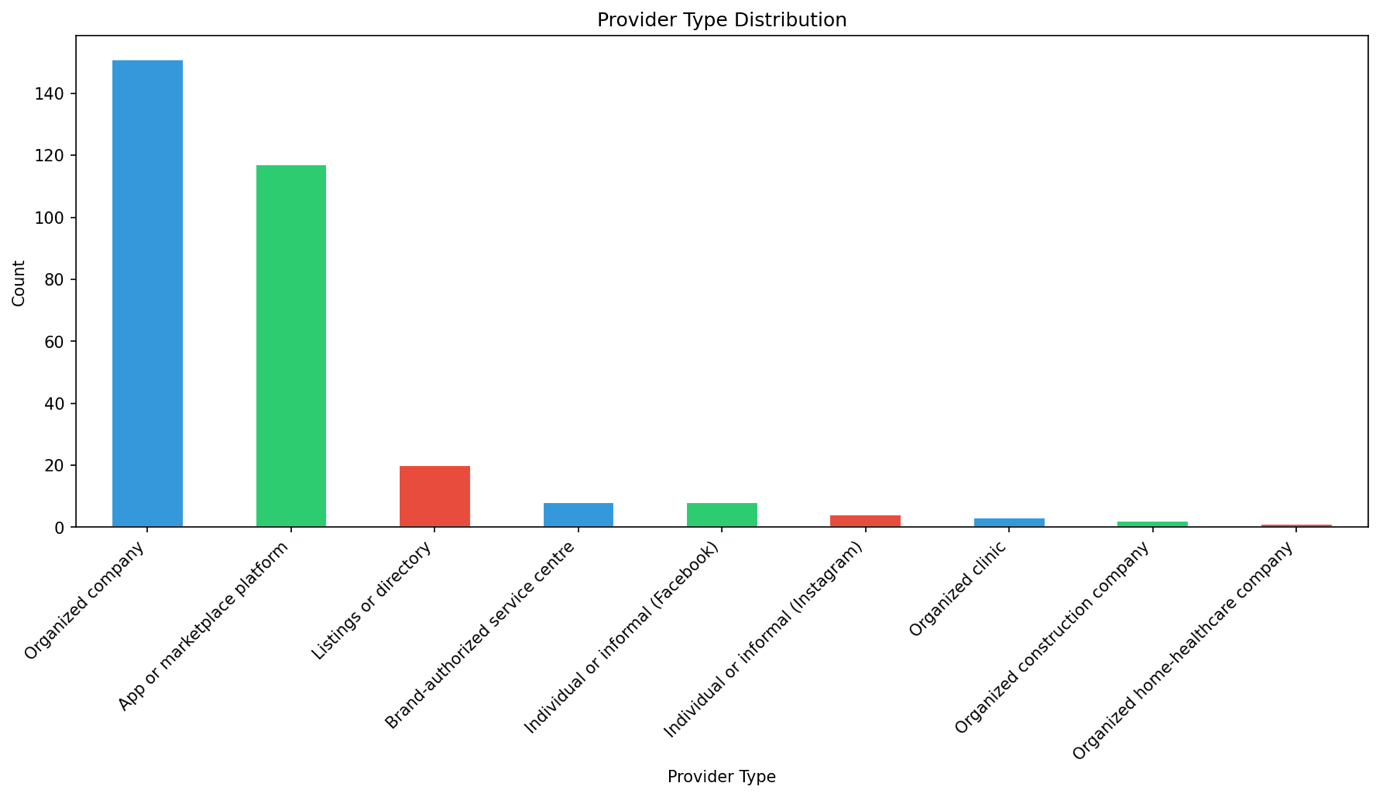 Provider Type Distribution
Count
140
120
100
80
60
40
20
0
Organized company
App or marketplace platform
Listings or directory
Brand-authorized service centre
Individual or informal (Facebook)
Individual or informal (Instagram)
Organized clinic
Organized construction company
Organized home-healthcare company
Provider Type